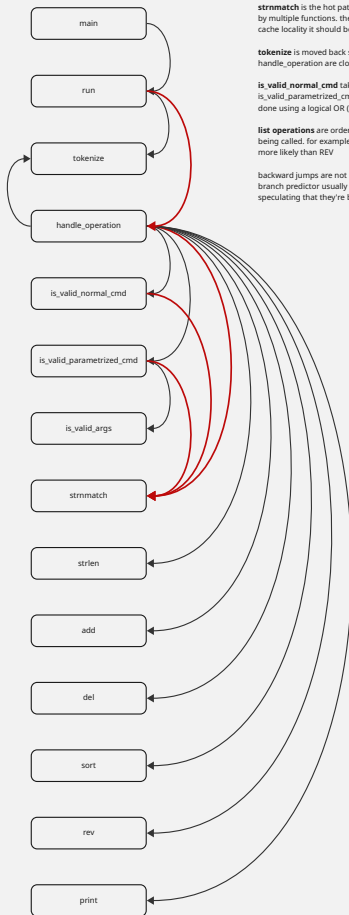 main
run
tokenize
handle_operation
is_valid_normal_cmd
is_valid_parametrized_cmd
is_valid_args
strnmatch
strlen
add
del
sort
rev
print
strnmatch is the hot pat
by multiple functions. the
cache locality it should be
tokenize is moved back s
handle_operation are clo
is_valid_normal_cmd tal
is_valid_parametrized_cm
done using a logical OR (
list operations are order
being called. for example
more likely than REV
backward jumps are not
branch predictor usually
speculating that they're b